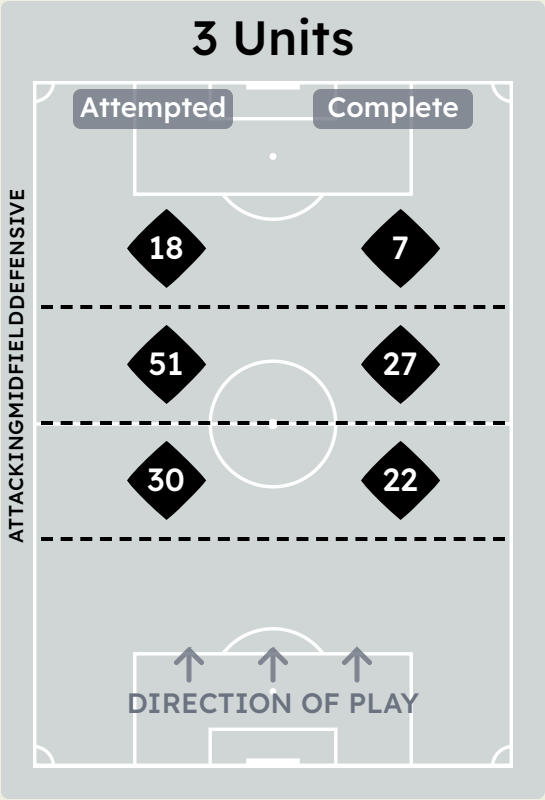 3 Units
Attempted
Complete
18
7
51
27
30
22
ATTACKINGMIDFIELDDEFENSIVE
DIRECTION OF PLAY